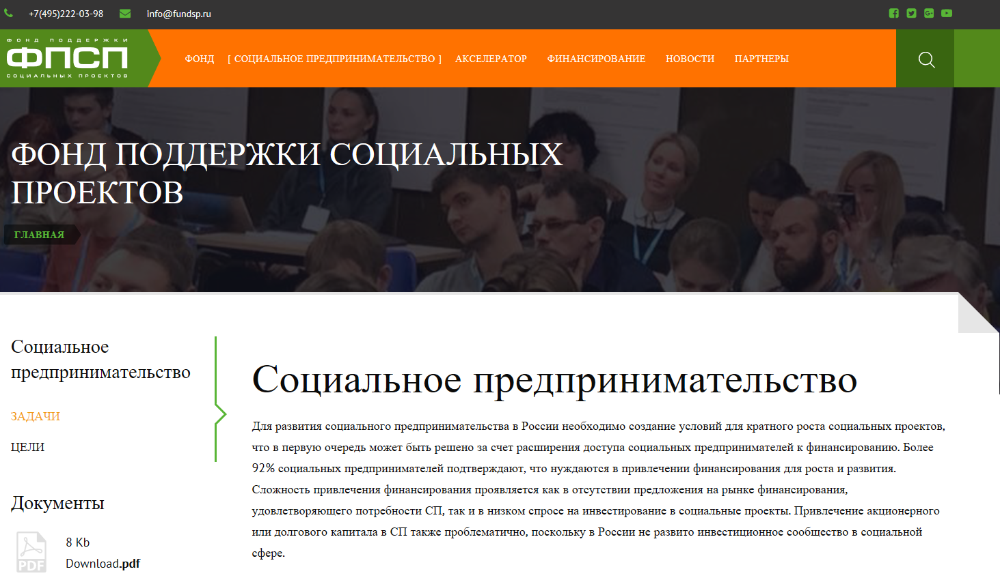 +7(495)222-03-98 info@fundsp.ru
ФОНД ПОДДЕРЖКИ
ФПСП
СОЦИАЛЬНЫХ ПРОЕКТОВ
ФОНД [ СОЦИАЛЬНОЕ ПРЕДПРИНИМАТЕЛЬСТВО ] АКСЕЛЕРАТОР ФИНАНСИРОВАНИЕ НОВОСТИ ПАРТНЕРЫ
ФОНД ПОДДЕРЖКИ СОЦИАЛЬНЫХ
ПРОЕКТОВ
ГЛАВНАЯ
Социальное
предпринимательство
ЗАДАЧИ
ЦЕЛИ
Документы
PDF
8 Kb
Download.pdf
Социальное предпринимательство
Для развития социального предпринимательства в России необходимо создание условий для кратного роста социальных проектов,
что в первую очередь может быть решено за счет расширения доступа социальных предпринимателей к финансированию. Более
92% социальных предпринимателей подтверждают, что нуждаются в привлечении финансирования для роста и развития.
Сложность привлечения финансирования проявляется как в отсутствии предложения на рынке финансирования,
удовлетворяющего потребности СП, так и в низком спросе на инвестирование в социальные проекты. Привлечение акционерного
или долгового капитала в СП также проблематично, поскольку в России не развито инвестиционное сообщество в социальной
сфере.